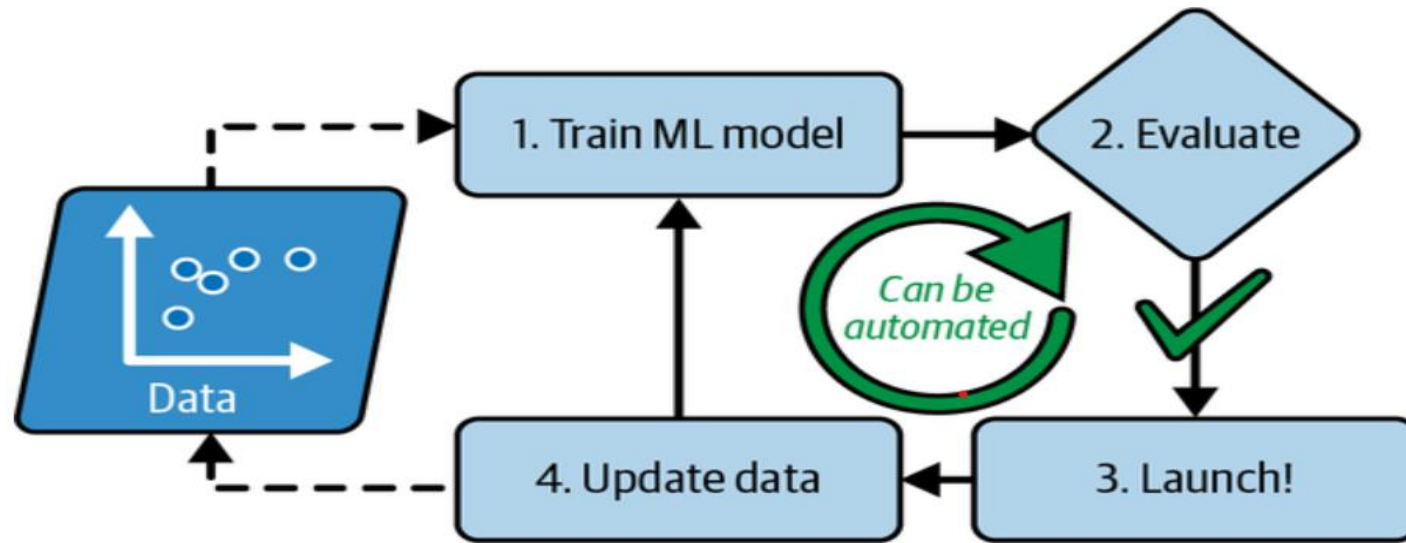 1. Train ML model
2. Evaluate
Can be
automated
Data
4. Update data
3. Launch!